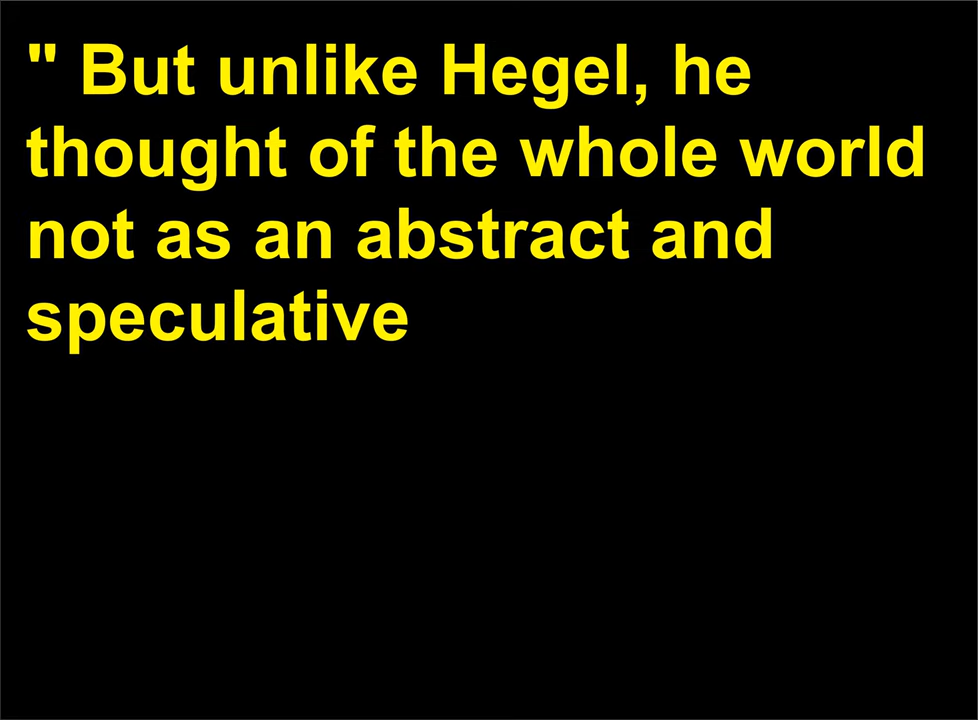 " But unlike Hegel, he
thought of the whole world
not as an abstract and
speculative